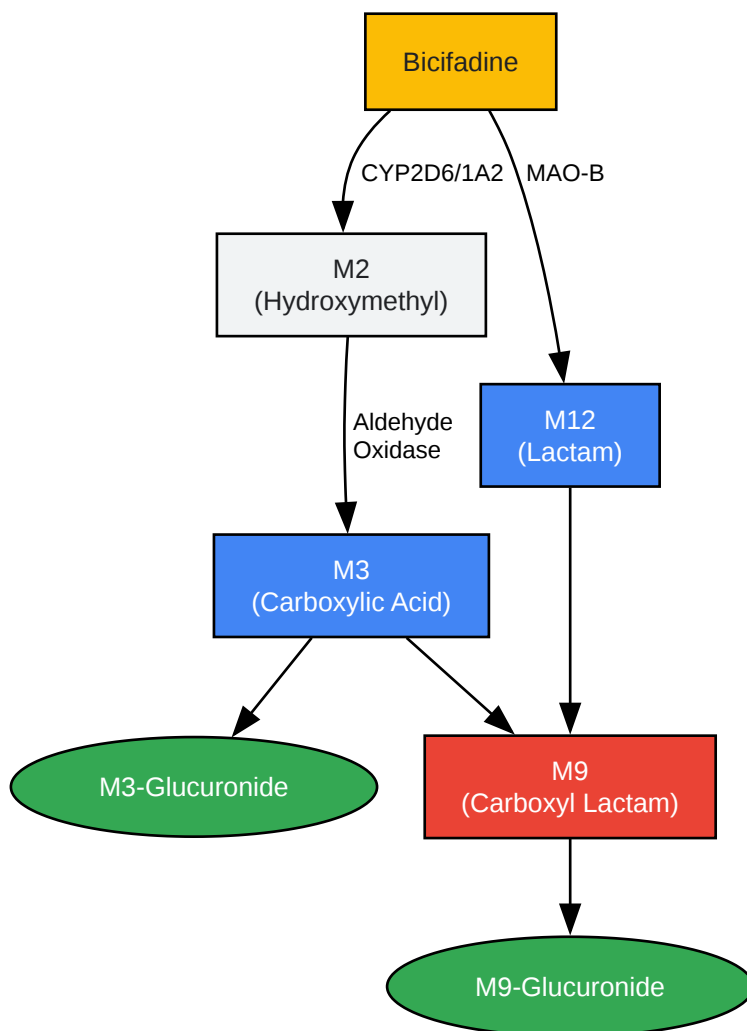 Bicifadine
CYP2D6/1A2
MAO-B
M2
(Hydroxymethyl)
Aldehyde
Oxidase
M12
(Lactam)
M3
(Carboxylic Acid)
M3-Glucuronide
M9
(Carboxyl Lactam)
M9-Glucuronide